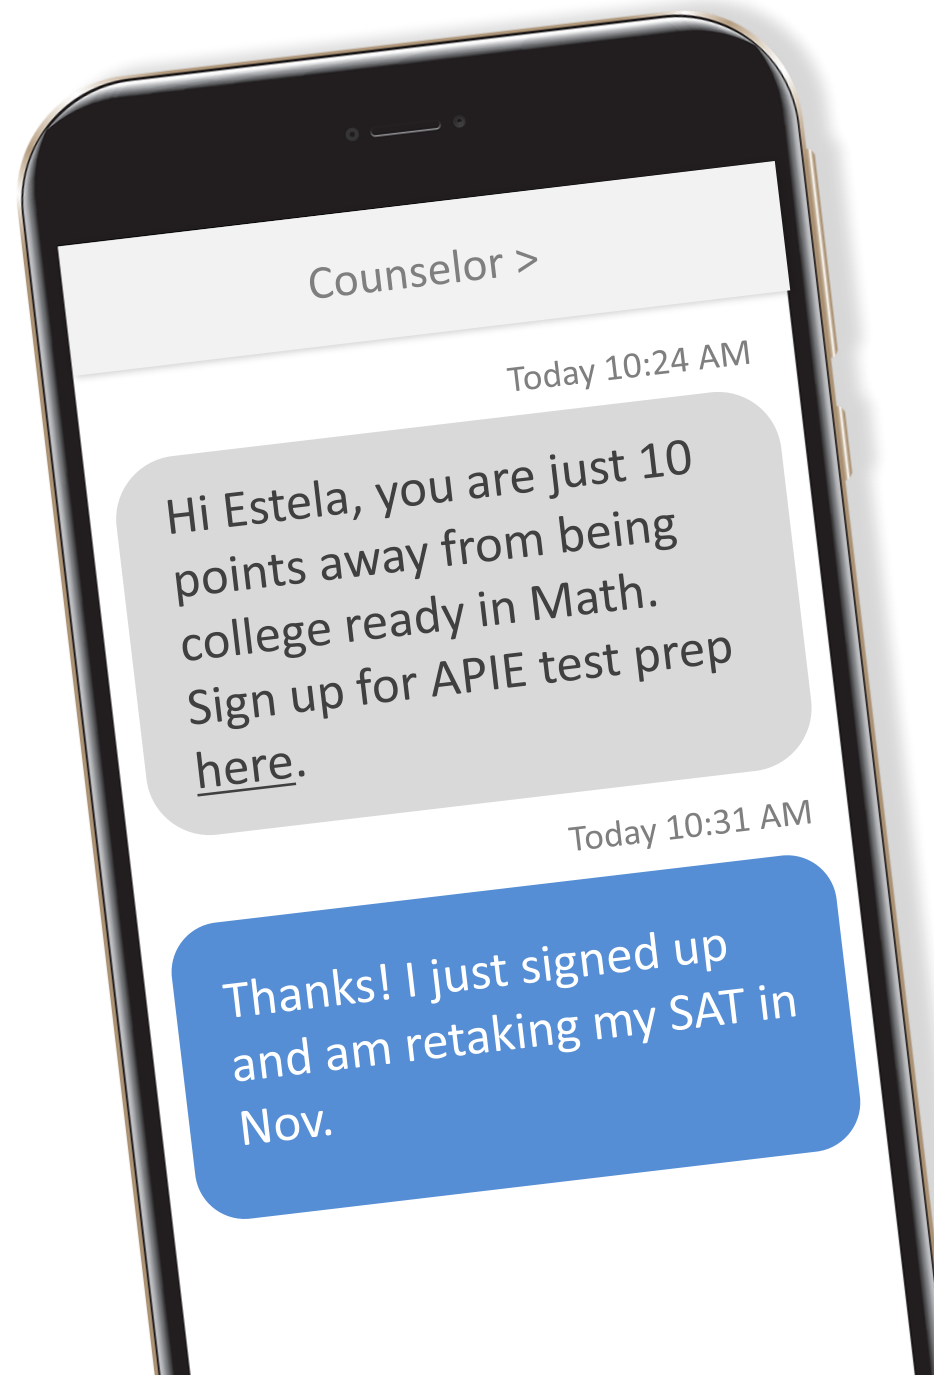 Counselor >
Today 10:24 AM
Hi Estela, you are just 10
points away from being
college ready in Math.
Sign up for APIE test prep
here.
Today 10:31 AM
Thanks! I just signed up
and am retaking my SAT in
Nov.